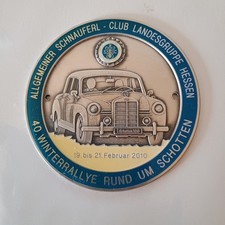 ALLGEMEINER SCHNAUFERL - CLUB LANDESGRUPPE HESSEN
19. bis 21. Februar 2010
40. WINTERRALLYE RUND UM SCHOTTEN